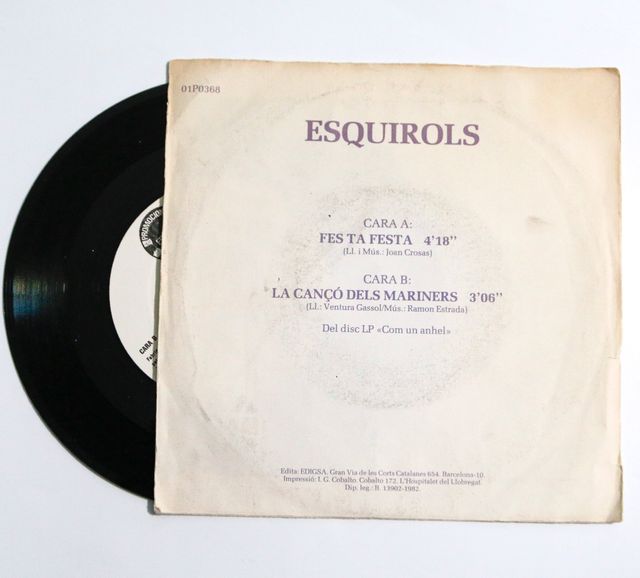 01P0368
ESQUIROLS
CARA A:
FES TA FESTA 4'18''
(Ll. i Mús.: Joan Crosas)
CARA B:
LA CANÇÓ DELS MARINERS 3'06''
(Ll.: Ventura Gassol/Mús.: Ramon Estrada)
Del disc LP «Com un anhel»
Edita: EDIGSA. Gran Via de les Corts Catalanes 654. Barcelona-10.
Impressió: I. G. Cobalto. Cobalto 172. L'Hospitalet del Llobregat.
Dip. leg.: B. 13902-1982.
CARA B